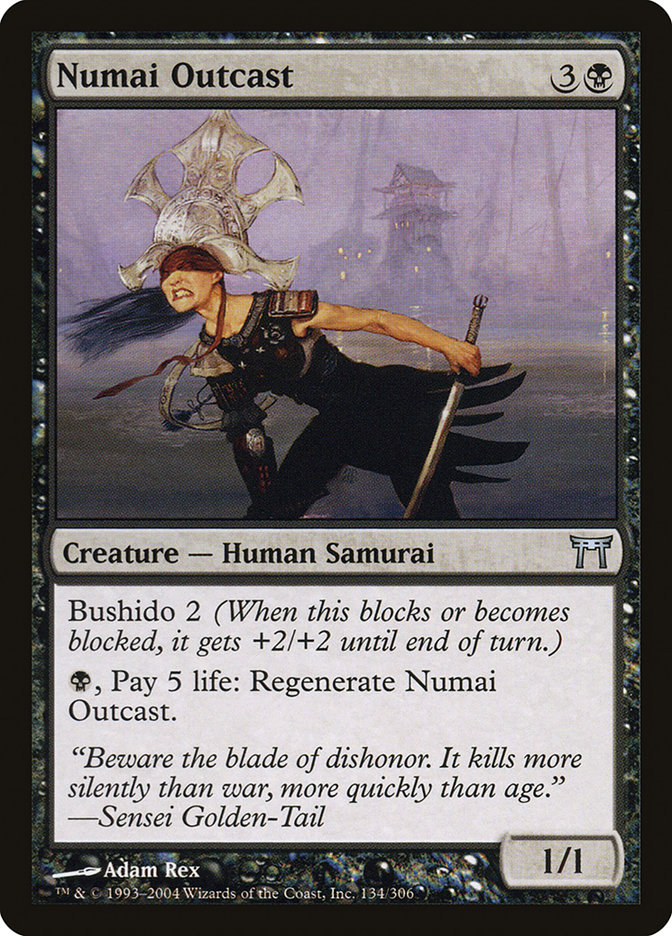 Numai Outcast 3
Creature — Human Samurai
Bushido 2 (When this blocks or becomes
blocked, it gets +2/+2 until end of turn.)
, Pay 5 life: Regenerate Numai
Outcast.
“Beware the blade of dishonor. It kills more
silently than war, more quickly than age.”
—Sensei Golden-Tail
1/1
Adam Rex
™ & © 1993–2004 Wizards of the Coast, Inc. 134/306